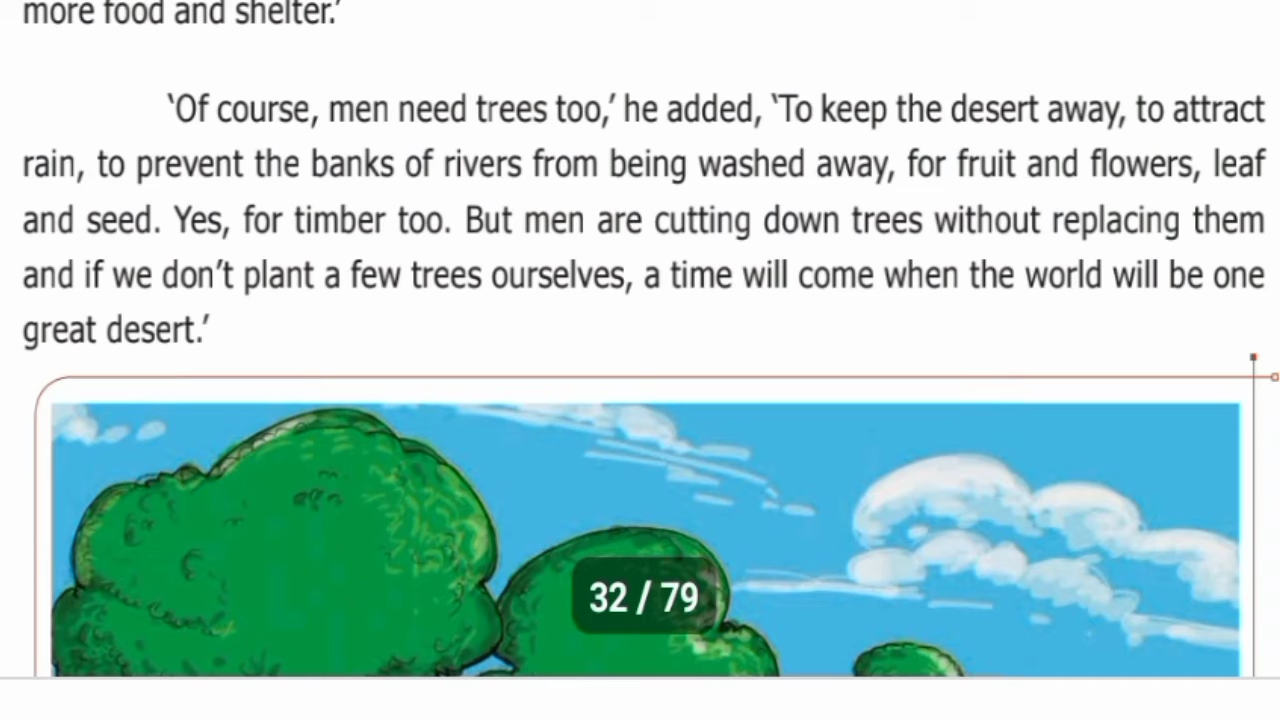 more food and shelter.’
‘Of course, men need trees too,’ he added, ‘To keep the desert away, to attract
rain, to prevent the banks of rivers from being washed away, for fruit and flowers, leaf
and seed. Yes, for timber too. But men are cutting down trees without replacing them
and if we don’t plant a few trees ourselves, a time will come when the world will be one
great desert.’
32 / 79